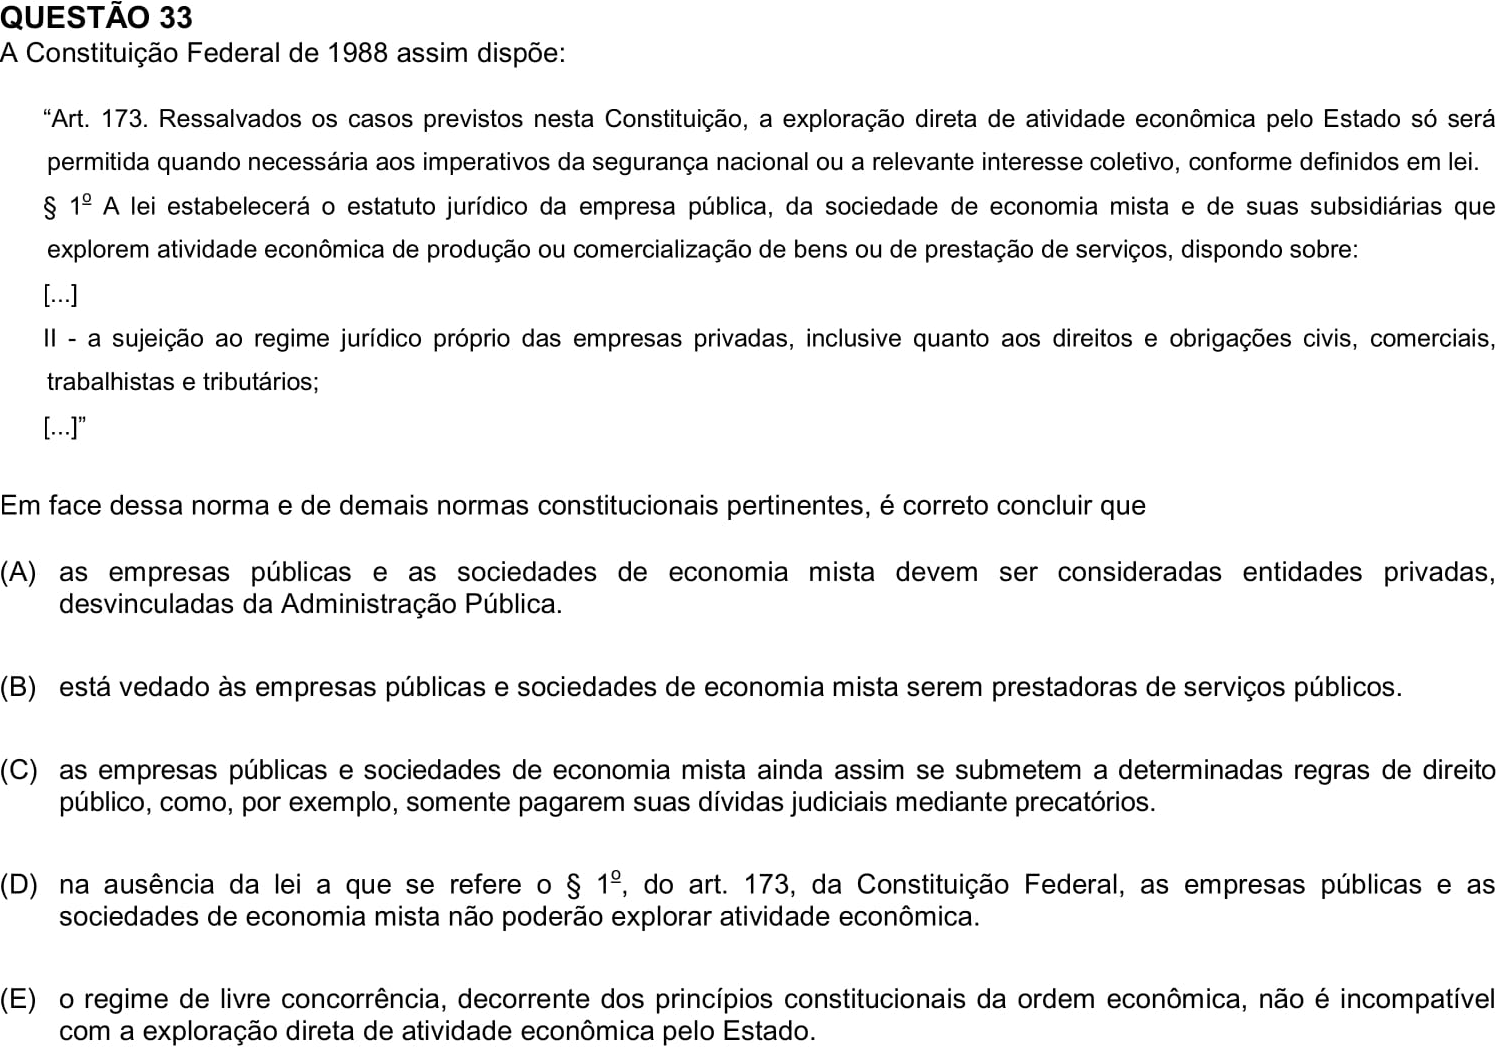 QUESTÃO 33
A Constituição Federal de 1988 assim dispõe:
“Art. 173. Ressalvados os casos previstos nesta Constituição, a exploração direta de atividade econômica pelo Estado só será
permitida quando necessária aos imperativos da segurança nacional ou a relevante interesse coletivo, conforme definidos em lei.
§ 1º A lei estabelecerá o estatuto jurídico da empresa pública, da sociedade de economia mista e de suas subsidiárias que
explorem atividade econômica de produção ou comercialização de bens ou de prestação de serviços, dispondo sobre:
[...]
II - a sujeição ao regime jurídico próprio das empresas privadas, inclusive quanto aos direitos e obrigações civis, comerciais,
trabalhistas e tributários;
[...]”
Em face dessa norma e de demais normas constitucionais pertinentes, é correto concluir que
(A) as empresas públicas e as sociedades de economia mista devem ser consideradas entidades privadas,
desvinculadas da Administração Pública.
(B) está vedado às empresas públicas e sociedades de economia mista serem prestadoras de serviços públicos.
(C) as empresas públicas e sociedades de economia mista ainda assim se submetem a determinadas regras de direito
público, como, por exemplo, somente pagarem suas dívidas judiciais mediante precatórios.
(D) na ausência da lei a que se refere o § 1º, do art. 173, da Constituição Federal, as empresas públicas e as
sociedades de economia mista não poderão explorar atividade econômica.
(E) o regime de livre concorrência, decorrente dos princípios constitucionais da ordem econômica, não é incompatível
com a exploração direta de atividade econômica pelo Estado.